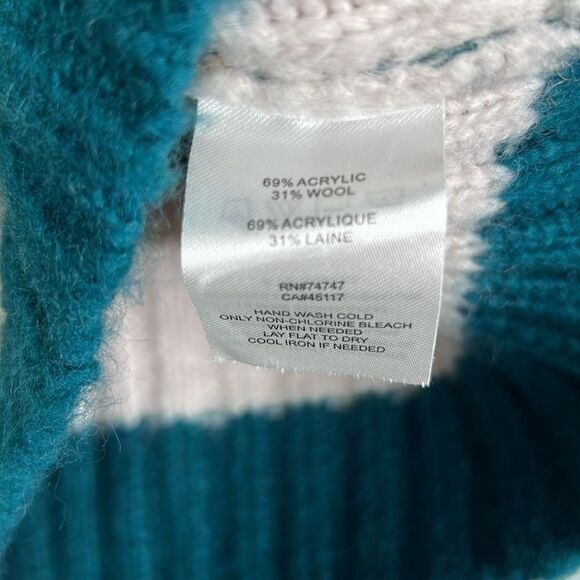 69% ACRYLIC
31% WOOL
69% ACRYLIQUE
31% LAINE
RN#74747
CA#45117
HAND WASH COLD
ONLY NON-CHLORINE BLEACH
WHEN NEEDED
LAY FLAT TO DRY
COOL IRON IF NEEDED